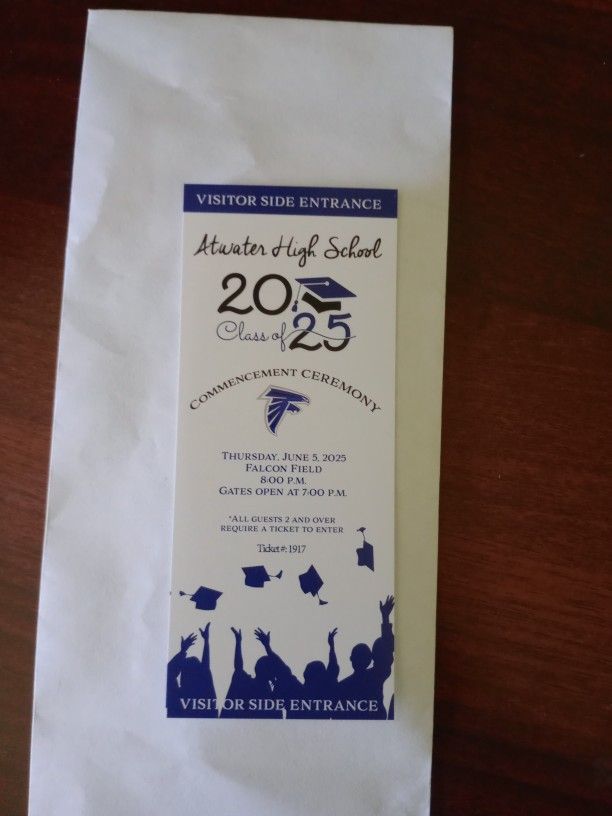 VISITOR SIDE ENTRANCE
Atwater High School
20
Class of 25
COMMENCEMENT CEREMONY
THURSDAY, JUNE 5, 2025
FALCON FIELD
8:00 P.M.
GATES OPEN AT 7:00 P.M.
*ALL GUESTS 2 AND OVER
REQUIRE A TICKET TO ENTER
Ticket #: 1917
VISITOR SIDE ENTRANCE